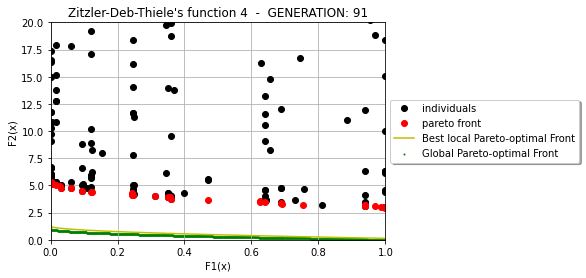 Zitzler-Deb-Thiele's function 4 - GENERATION: 91
20.0
17.5
15.0
12.5
10.0
7.5
5.0
2.5
0.0
F2(x)
0.0 0.2 0.4 0.6 0.8 1.0
F1(x)
individuals
pareto front
Best local Pareto-optimal Front
Global Pareto-optimal Front